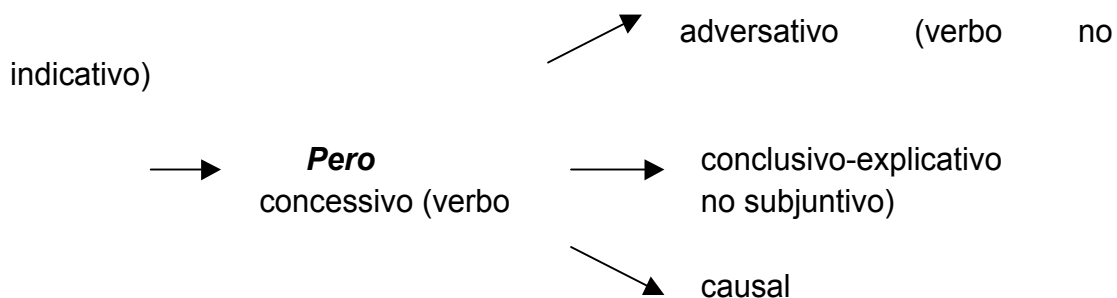 adversativo (verbo no
indicativo)
Pero conclusivo-explicativo
concessivo (verbo no subjuntivo)
causal